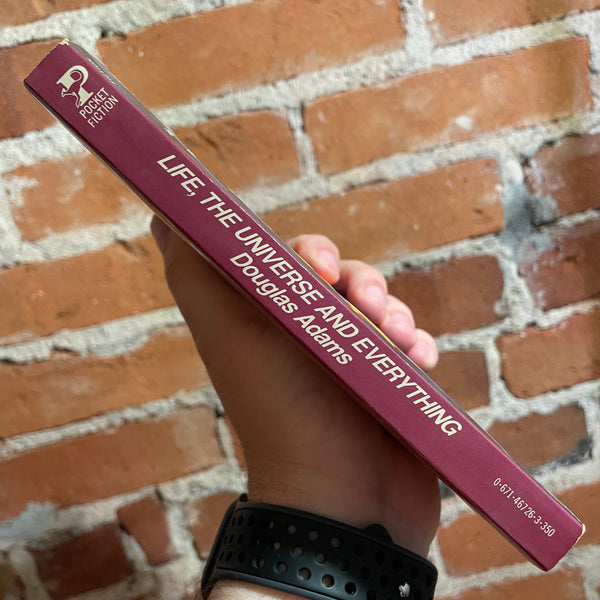 POCKET
FICTION
LIFE, THE UNIVERSE AND EVERYTHING
Douglas Adams
0-671-46726-3-350